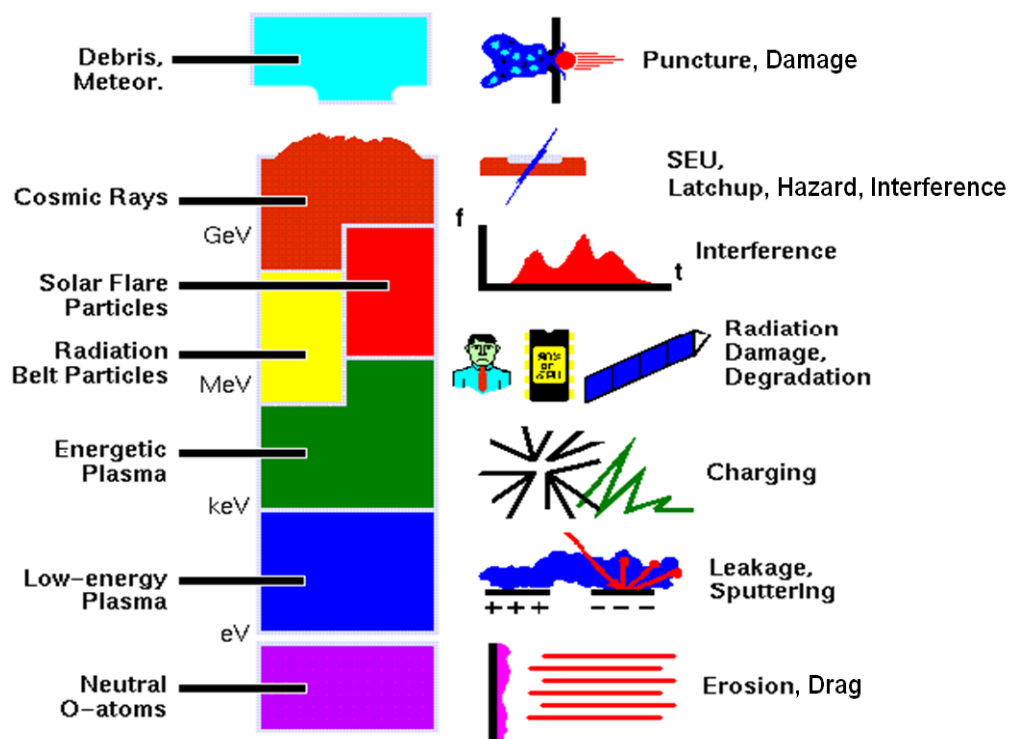 Debris,
Meteor.
Puncture, Damage
Cosmic Rays
SEU,
Latchup, Hazard, Interference
GeV
f
t
Interference
Solar Flare
Particles
Radiation
Belt Particles
MeV
Radiation
Damage,
Degradation
Energetic
Plasma
keV
Charging
Low-energy
Plasma
eV
Leakage,
Sputtering
+ + +
− − −
Neutral
O-atoms
Erosion, Drag